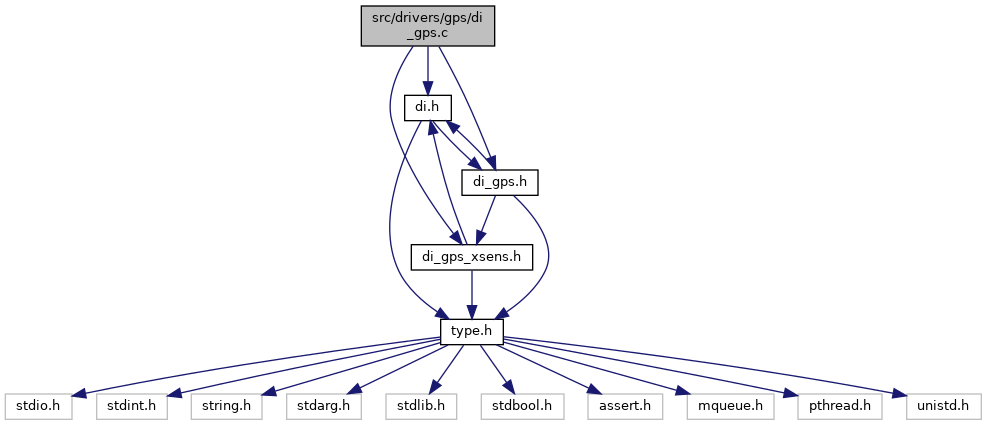 src/drivers/gps/di
_gps.c
di.h
di_gps.h
di_gps_xsens.h
type.h
stdio.h
stdint.h
string.h
stdarg.h
stdlib.h
stdbool.h
assert.h
mqueue.h
pthread.h
unistd.h